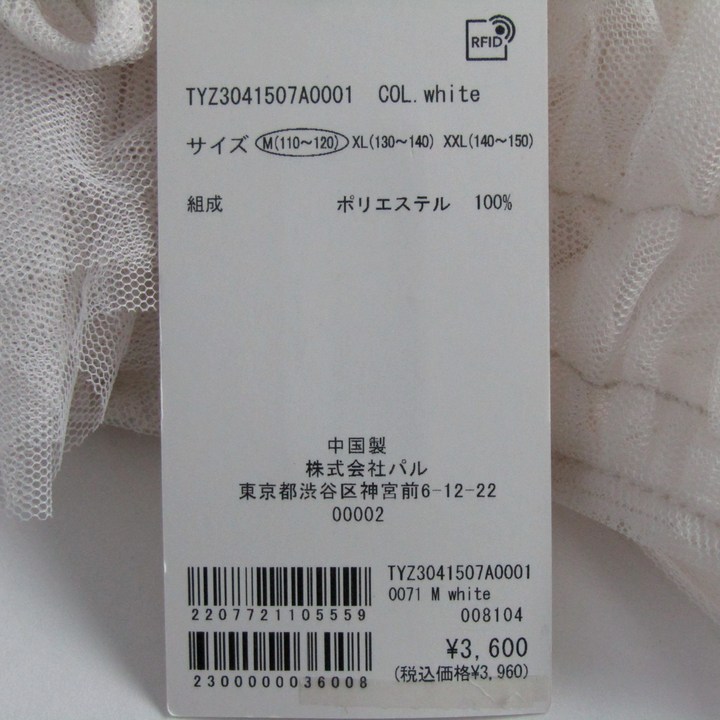 RFID
TYZ3041507A0001 COL.white
サイズ M(110～120) XL(130～140) XXL(140～150)
組成 ポリエステル 100%
中国製
株式会社パル
東京都渋谷区神宮前6-12-22
00002
TYZ3041507A0001
0071 M white
2207721105559 008104
¥3,600
2300000036008 (税込価格¥3,960)